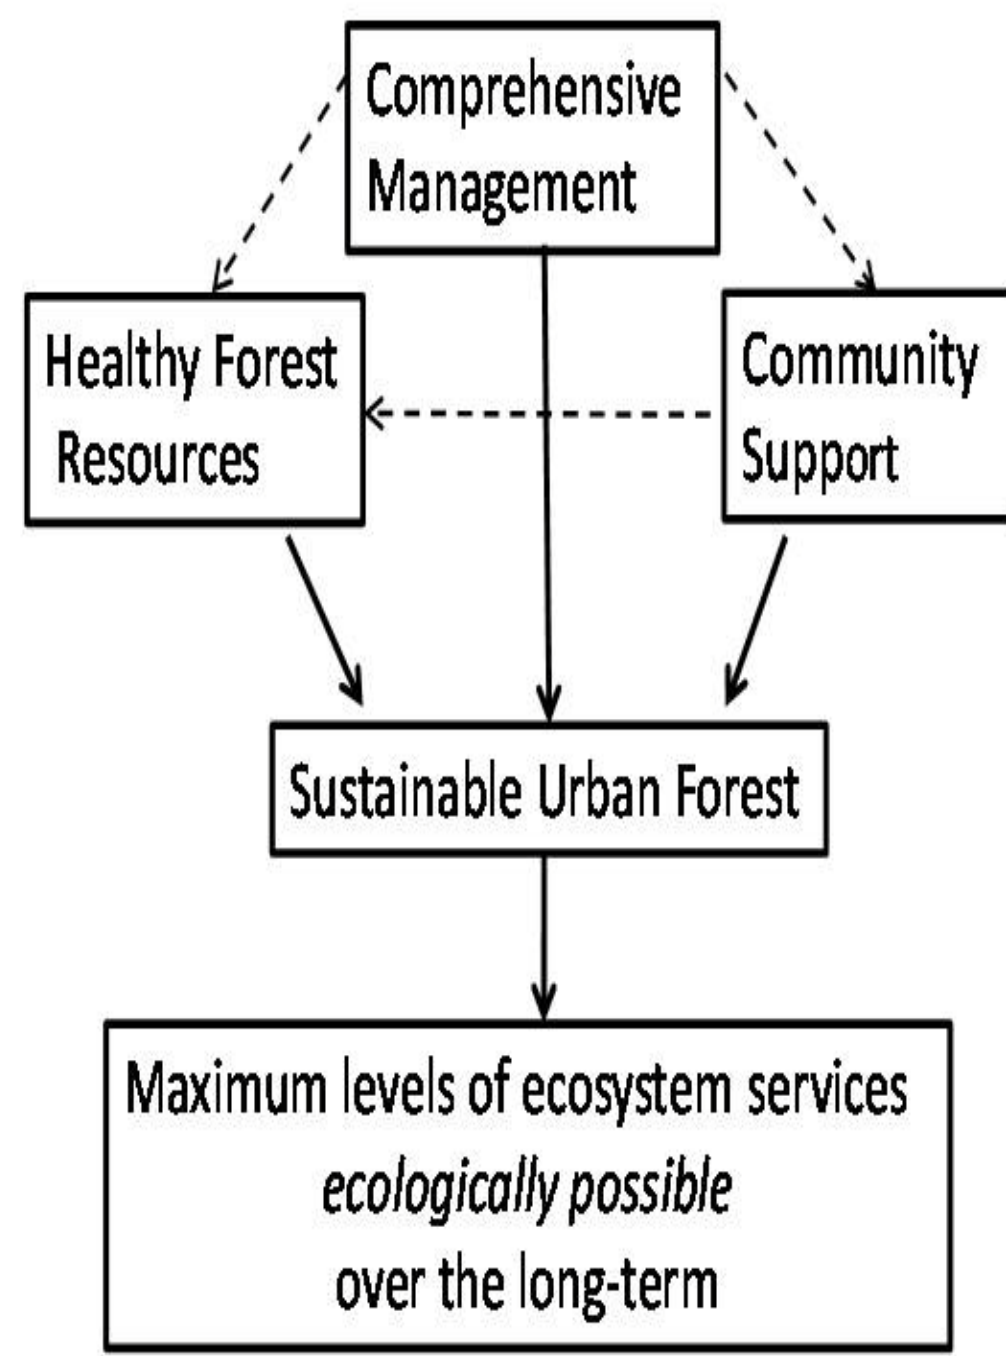 Comprehensive
Management
Healthy Forest
Resources
Community
Support
Sustainable Urban Forest
Maximum levels of ecosystem services
ecologically possible
over the long-term